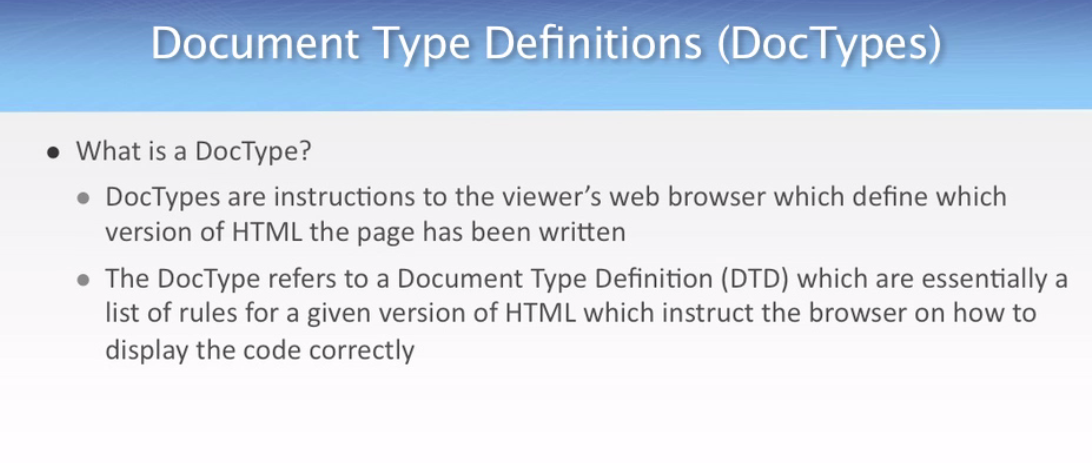 Document Type Definitions (DocTypes)
● What is a DocType?
● DocTypes are instructions to the viewer’s web browser which define which
version of HTML the page has been written
● The DocType refers to a Document Type Definition (DTD) which are essentially a
list of rules for a given version of HTML which instruct the browser on how to
display the code correctly